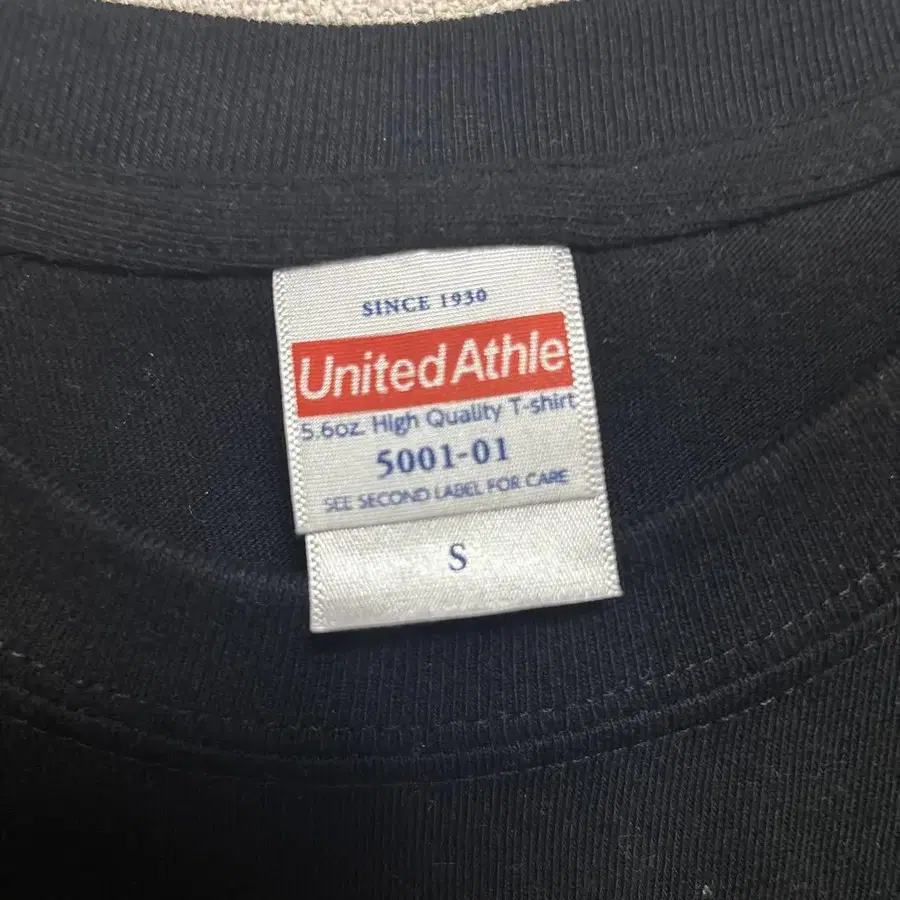 SINCE 1930
United Athle
5.6oz. High Quality T-shirt
5001-01
SEE SECOND LABEL FOR CARE
S